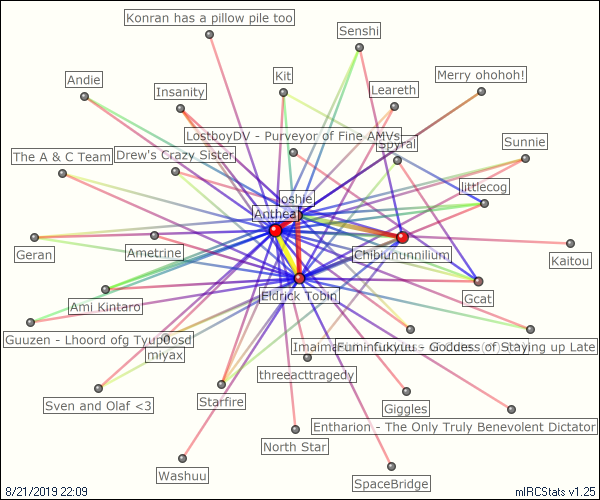 Konran has a pillow pile too
Senshi
Andie
Kit
Merry ohohoh!
Insanity
Leareth
LostboyDV - Purveyor of Fine AMVs
Spyral
Sunnie
The A & C Team
Drew's Crazy Sister
littlecog
Joshie
Anthea
Geran
Ametrine
Chibiununnilium
Kaitou
Ami Kintaro
Eldrick Tobin
Gcat
Guuzen - Lhoord ofg Tyup0osd
miyax
Fumi-fukyuu - Goddess of Staying up Late
threeacttragedy
Sven and Olaf <3
Starfire
Giggles
Entharion - The Only Truly Benevolent Dictator
North Star
Washuu
SpaceBridge
8/21/2019 22:09
mIRCStats v1.25